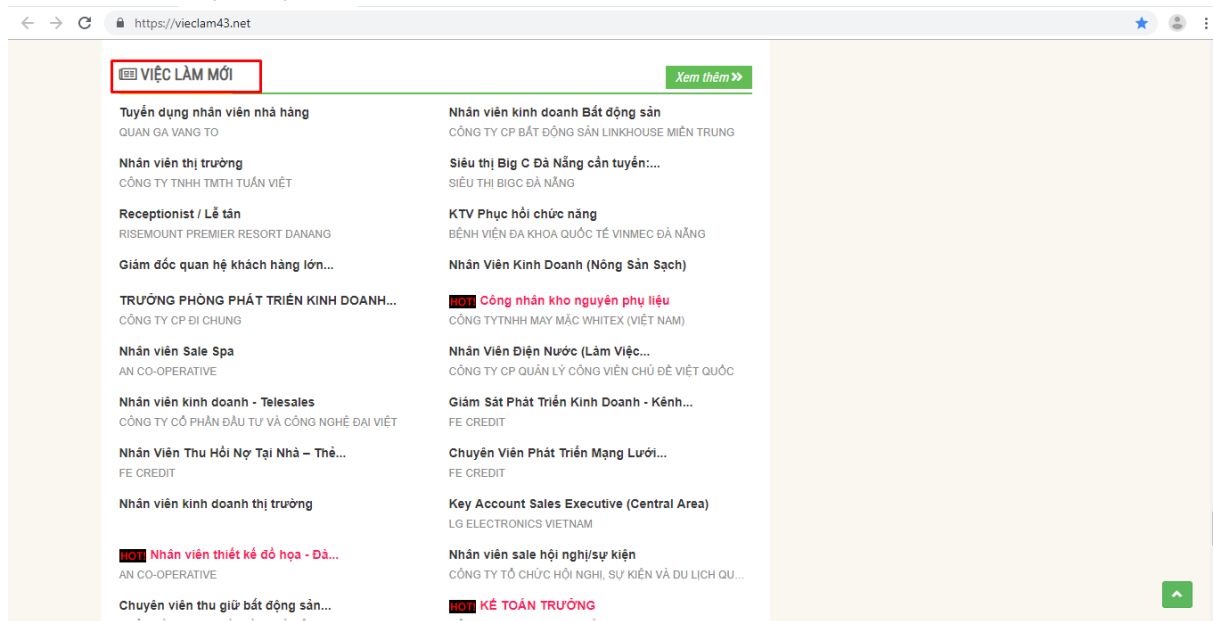 https://vieclam43.net
VIỆC LÀM MỚI
Xem thêm
Tuyển dụng nhân viên nhà hàng
QUAN GA VANG TO
Nhân viên kinh doanh Bất động sản
CÔNG TY CP BẤT ĐỘNG SẢN LINKHOUSE MIỀN TRUNG
Nhân viên thị trường
CÔNG TY TNHH TMTH TUẤN VIỆT
Siêu thị Big C Đà Nẵng cần tuyển:...
SIÊU THỊ BIGC ĐÀ NẴNG
Receptionist / Lễ tân
RISEMOUNT PREMIER RESORT DANANG
KTV Phục hồi chức năng
BỆNH VIỆN ĐA KHOA QUỐC TẾ VINMEC ĐÀ NẴNG
Giám đốc quan hệ khách hàng lớn...
Nhân Viên Kinh Doanh (Nông Sản Sạch)
TRƯỞNG PHÒNG PHÁT TRIỂN KINH DOANH...
CÔNG TY CP ĐI CHUNG
HOT! Công nhân kho nguyên phụ liệu
CÔNG TYTNHH MAY MẶC WHITEX (VIỆT NAM)
Nhân viên Sale Spa
AN CO-OPERATIVE
Nhân Viên Điện Nước (Làm Việc...
CÔNG TY CP QUẢN LÝ CÔNG VIÊN CHỦ ĐỀ VIỆT QUỐC
Nhân viên kinh doanh - Telesales
CÔNG TY CỔ PHẦN ĐẦU TƯ VÀ CÔNG NGHỆ ĐẠI VIỆT
Giám Sát Phát Triển Kinh Doanh - Kênh...
FE CREDIT
Nhân Viên Thu Hồi Nợ Tại Nhà – Thẻ...
FE CREDIT
Chuyên Viên Phát Triển Mạng Lưới...
FE CREDIT
Nhân viên kinh doanh thị trường
Key Account Sales Executive (Central Area)
LG ELECTRONICS VIETNAM
HOT! Nhân viên thiết kế đồ họa - Đà...
AN CO-OPERATIVE
Nhân viên sale hội nghị/sự kiện
CÔNG TY TỔ CHỨC HỘI NGHỊ, SỰ KIỆN VÀ DU LỊCH QU...
Chuyên viên thu giữ bất động sản...
HOT! KẾ TOÁN TRƯỞNG